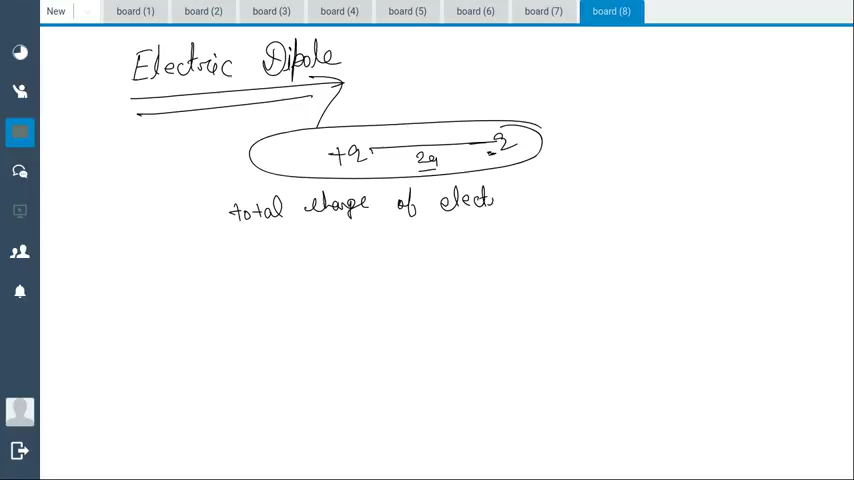 New board (1) board (2) board (3) board (4) board (5) board (6) board (7) board (8)
Electric Dipole
+q -q
2a
total charge of elect